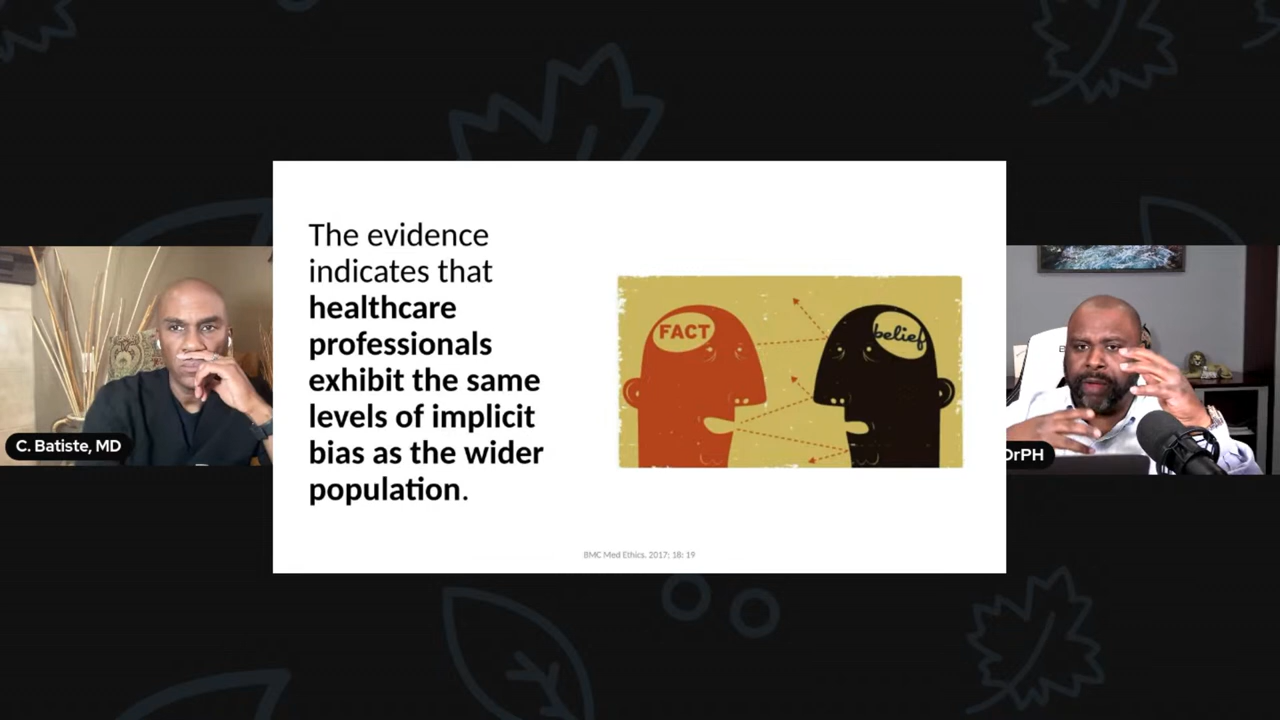 The evidence
indicates that
healthcare
professionals
exhibit the same
levels of implicit
bias as the wider
population.
FACT
belief
BMC Med Ethics. 2017; 18: 19
C. Batiste, MD
DrPH